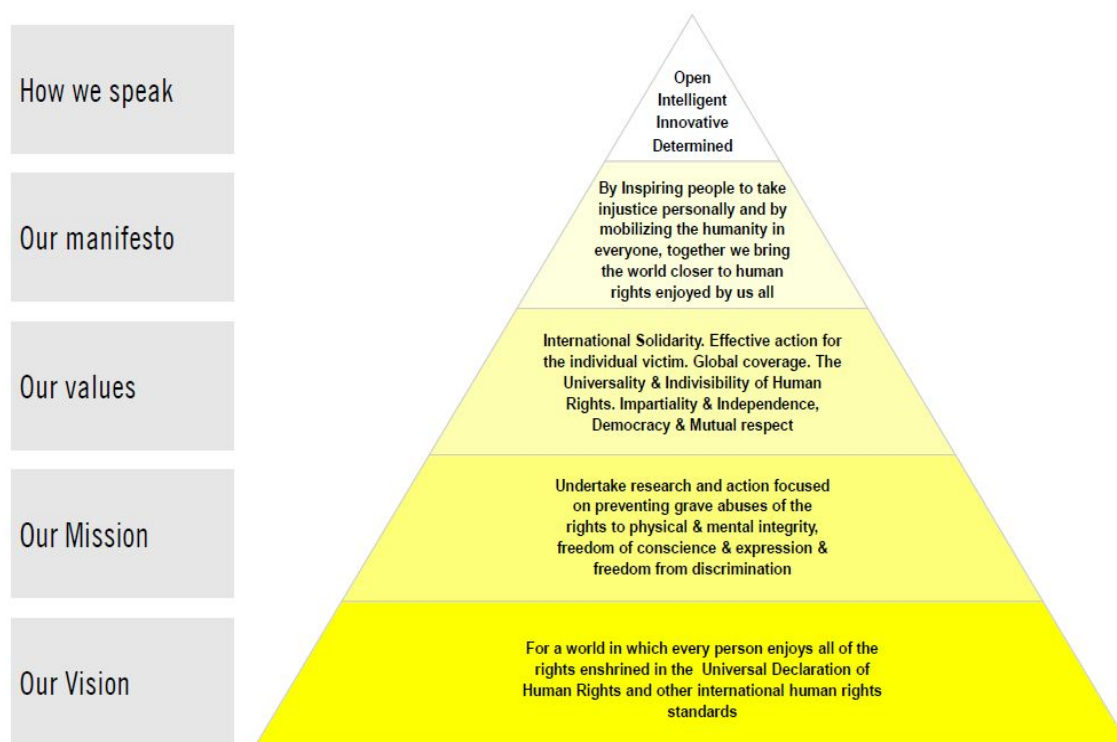 How we speak
Open
Intelligent
Innovative
Determined
Our manifesto
By Inspiring people to take
injustice personally and by
mobilizing the humanity in
everyone, together we bring
the world closer to human
rights enjoyed by us all
Our values
International Solidarity. Effective action for
the individual victim. Global coverage. The
Universality & Indivisibility of Human
Rights. Impartiality & Independence,
Democracy & Mutual respect
Our Mission
Undertake research and action focused
on preventing grave abuses of the
rights to physical & mental integrity,
freedom of conscience & expression &
freedom from discrimination
Our Vision
For a world in which every person enjoys all of the
rights enshrined in the Universal Declaration of
Human Rights and other international human rights
standards